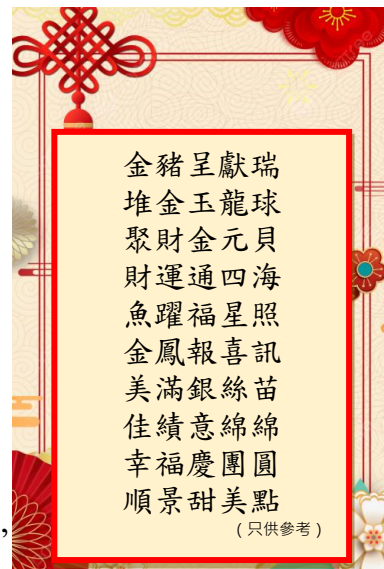 金豬呈獻瑞
堆金玉龍球
聚財金元貝
財運通四海
魚躍福星照
金鳳報喜訊
美滿銀絲苗
佳績意綿綿
幸福慶團圓
順景甜美點
(只供參考)
,